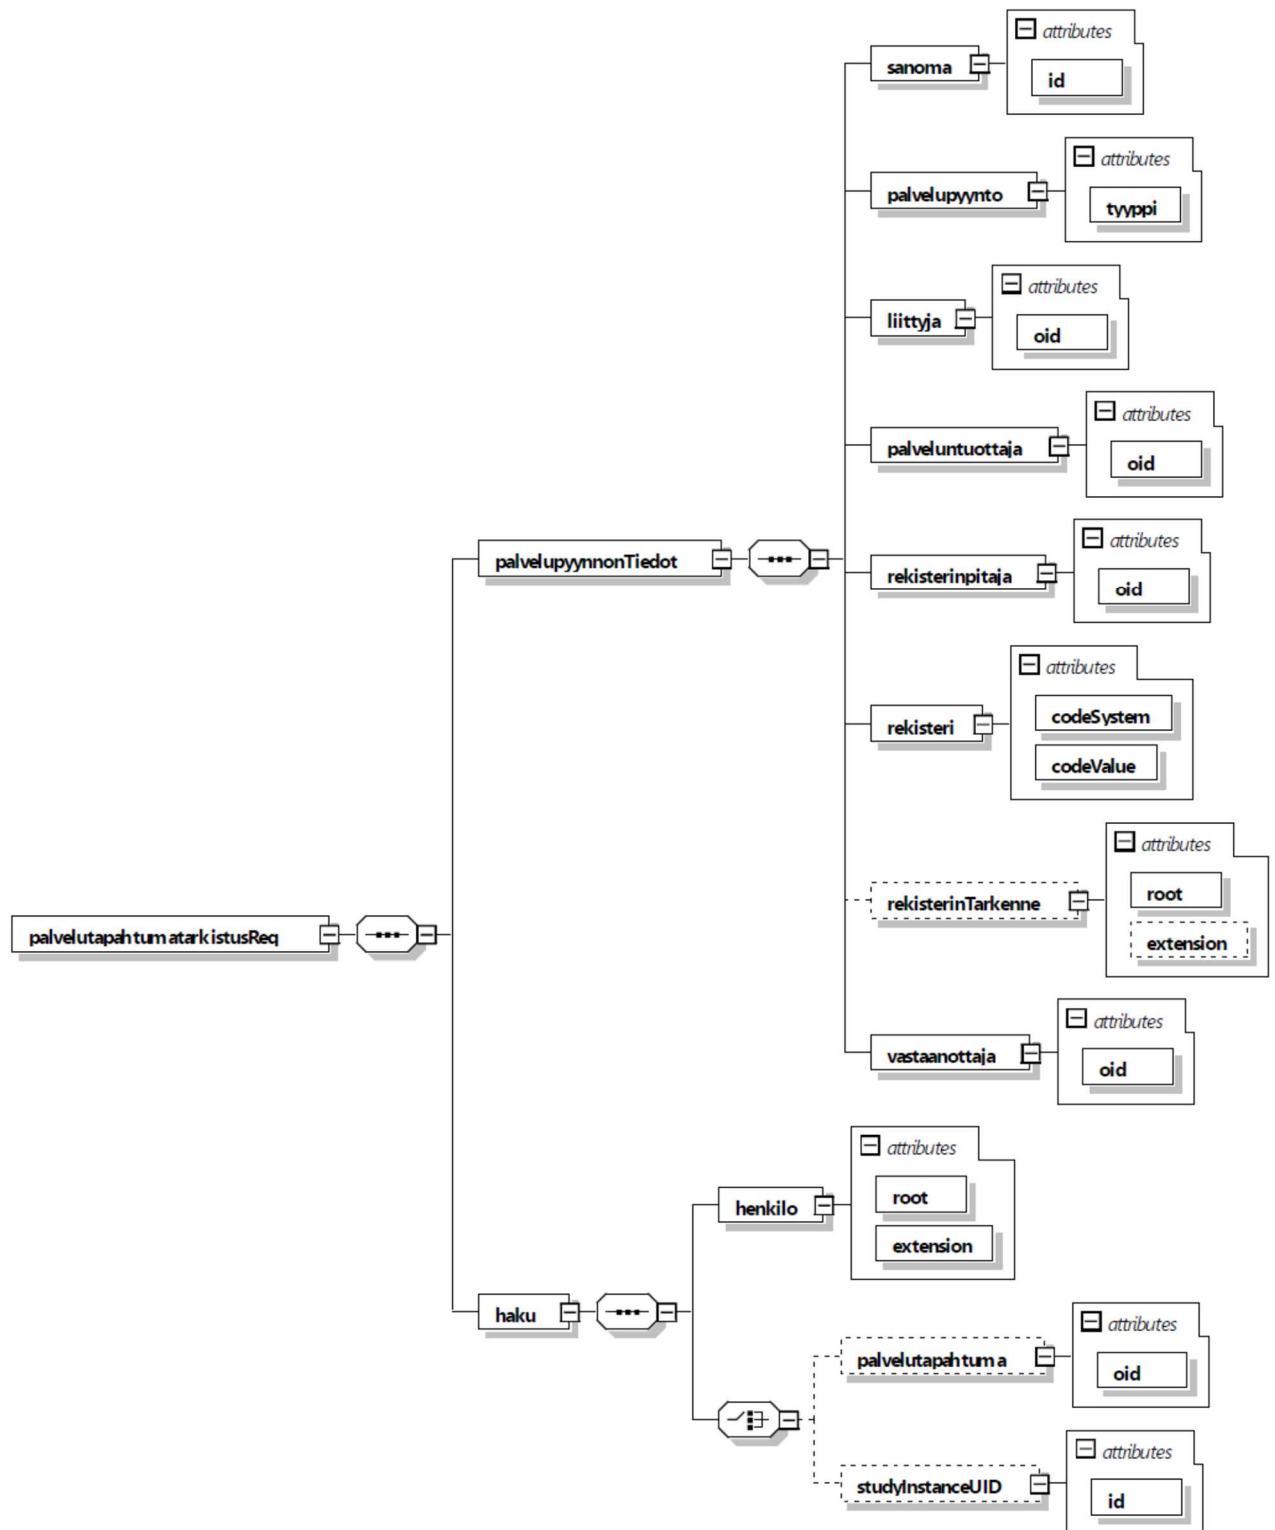 attributes
sanoma
id
attributes
palvelupyynto
tyyppi
attributes
liittyja
oid
attributes
palveluntuottaja
oid
attributes
palvelupyynnonTiedot
rekisterinpitaja
oid
attributes
codeSystem
rekisteri
codeValue
attributes
root
rekisterinTarkenne
palvelutapahtumatarkistusReq
extension
attributes
vastaanottaja
oid
attributes
root
henkilo
extension
haku
attributes
palvelutapahtuma
oid
attributes
studyInstanceUID
id